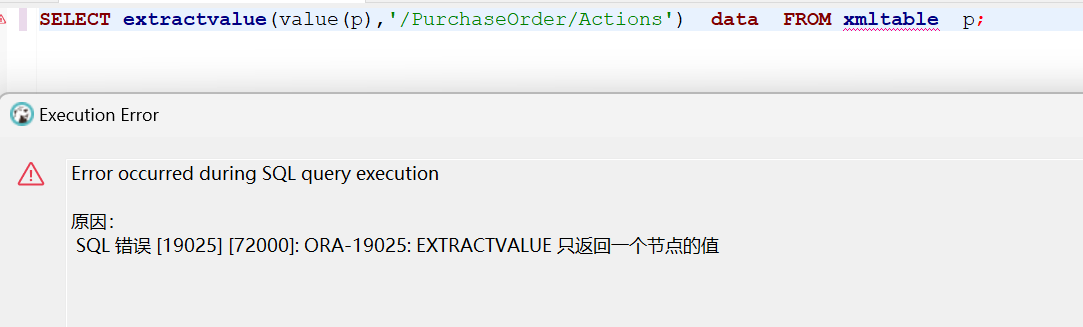 SELECT extractvalue(value(p),'/PurchaseOrder/Actions')  data  FROM xmltable  p;
Execution Error
Error occurred during SQL query execution
原因：
SQL 错误 [19025] [72000]: ORA-19025: EXTRACTVALUE 只返回一个节点的值